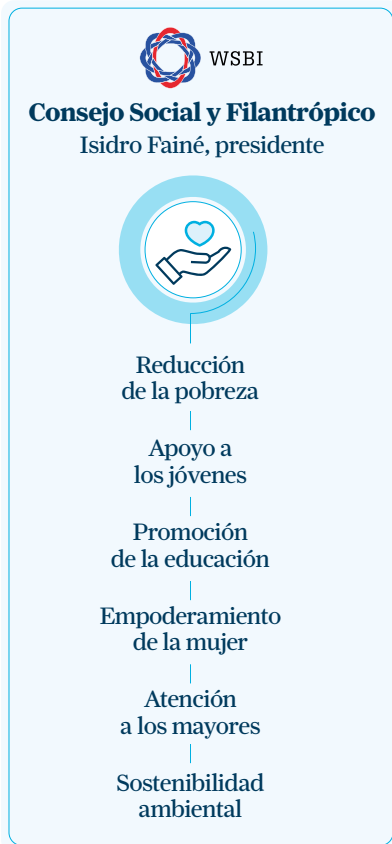 WSBI
Consejo Social y Filantrópico
Isidro Fainé, presidente
Reducción
de la pobreza
Apoyo a
los jóvenes
Promoción
de la educación
Empoderamiento
de la mujer
Atención
a los mayores
Sostenibilidad
ambiental